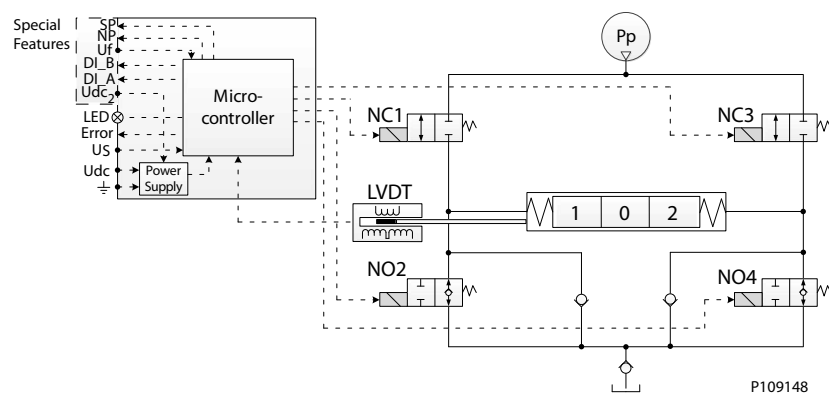 Special
Features
SP
NP
Uf
DI_B
DI_A
Udc2
LED
Error
US
Udc
Micro-
controller
Power
Supply
Pp
NC1
NC3
LVDT
1 0 2
NO2
NO4
P109148